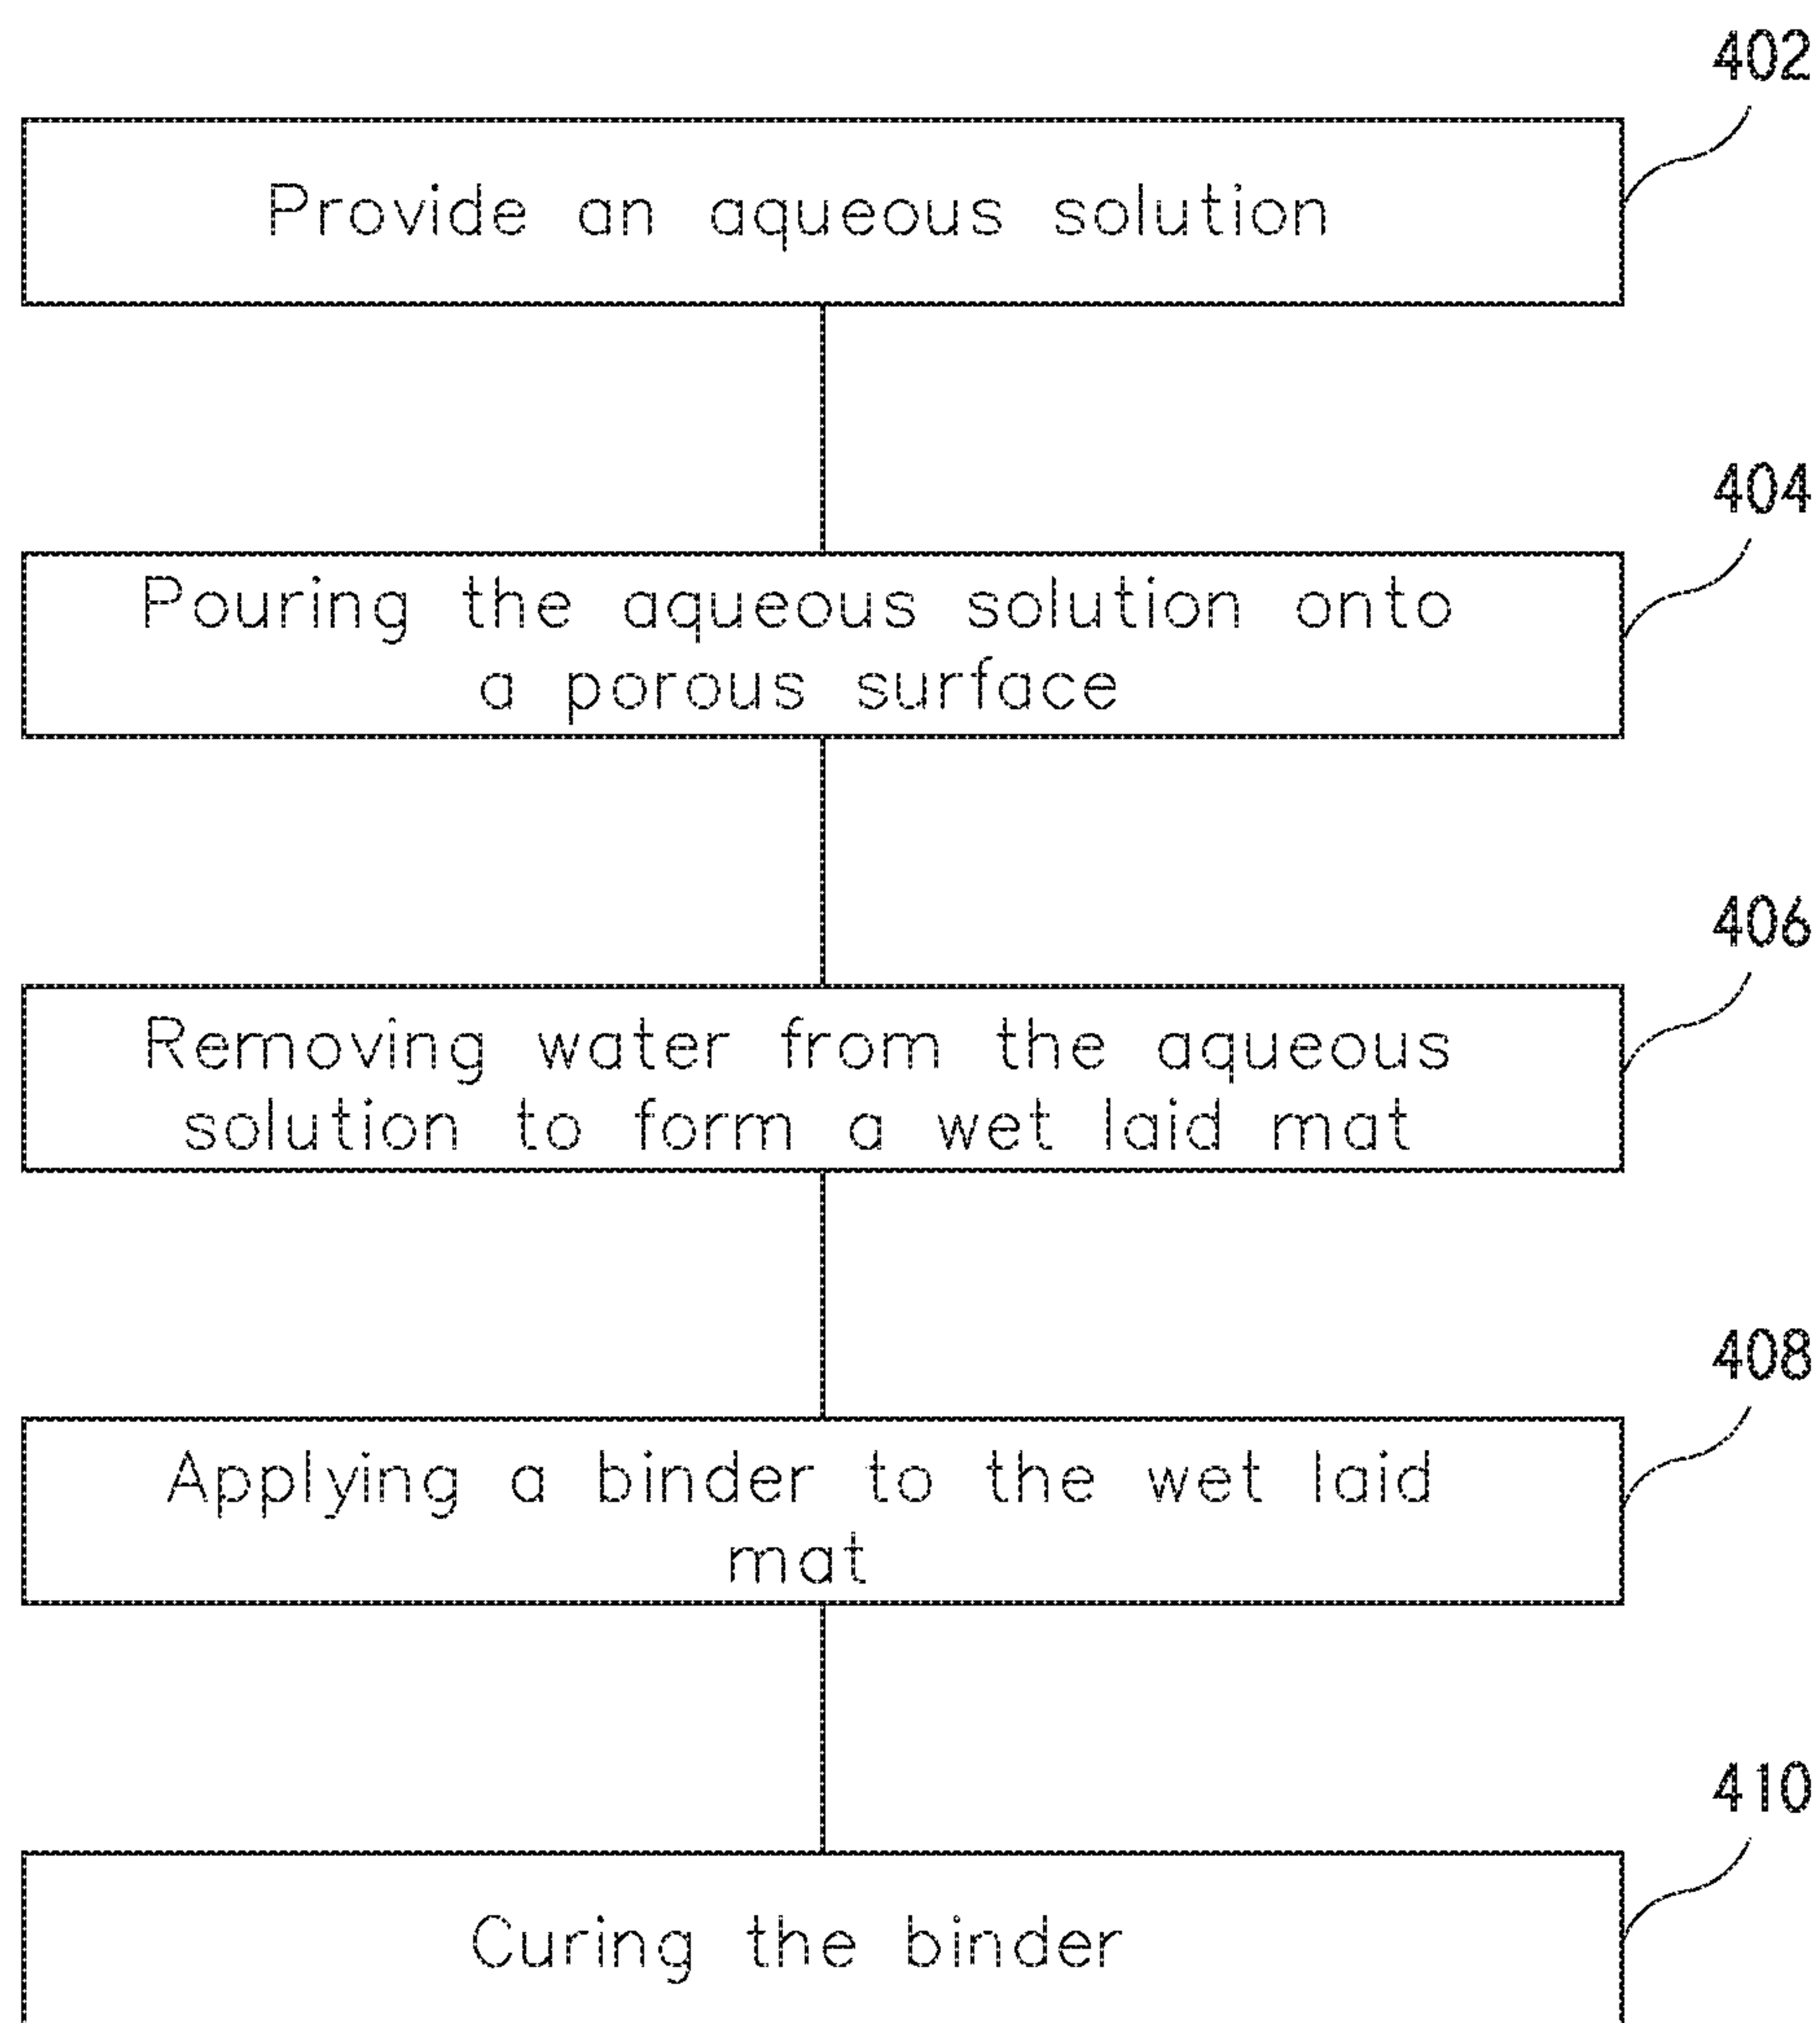 402
Provide an aqueous solution
404
Pouring the aqueous solution onto
a porous surface
406
Removing water from the aqueous
solution to form a wet laid mat
408
Applying a binder to the wet laid
mat
410
Curing the binder